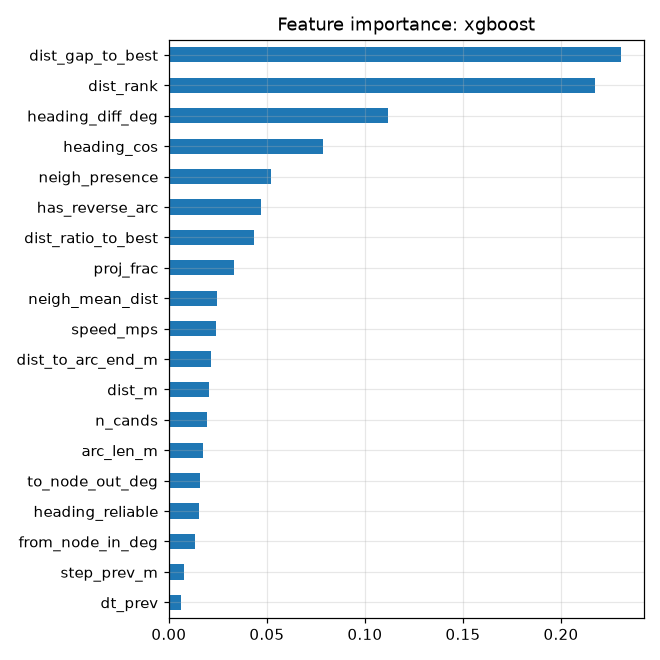 Feature importance: xgboost
dist_gap_to_best
dist_rank
heading_diff_deg
heading_cos
neigh_presence
has_reverse_arc
dist_ratio_to_best
proj_frac
neigh_mean_dist
speed_mps
dist_to_arc_end_m
dist_m
n_cands
arc_len_m
to_node_out_deg
heading_reliable
from_node_in_deg
step_prev_m
dt_prev
0.00 0.05 0.10 0.15 0.20